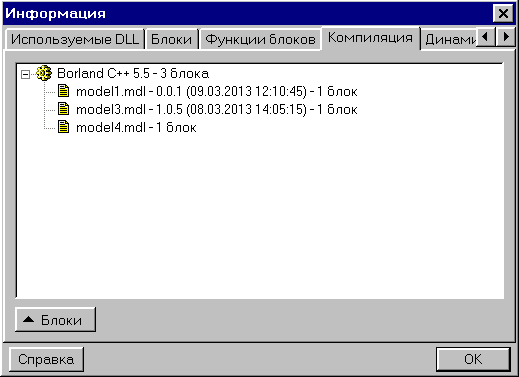 Информация
Используемые DLL Блоки Функции блоков Компиляция Динами
Borland C++ 5.5 - 3 блока
model1.mdl - 0.0.1 (09.03.2013 12:10:45) - 1 блок
model3.mdl - 1.0.5 (08.03.2013 14:05:15) - 1 блок
model4.mdl - 1 блок
Блоки
Справка OK